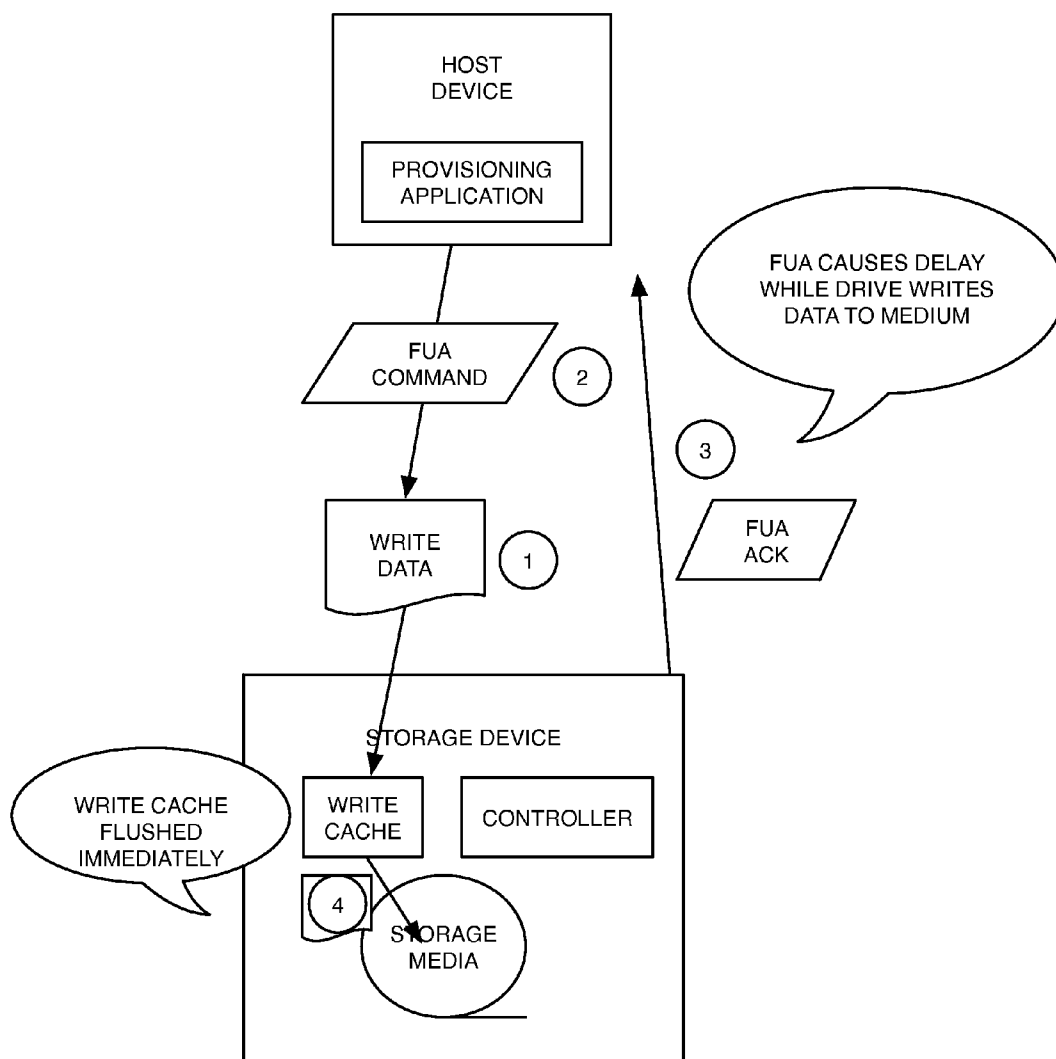 HOST
DEVICE
PROVISIONING
APPLICATION
FUA CAUSES DELAY
WHILE DRIVE WRITES
DATA TO MEDIUM
FUA
COMMAND
2
3
WRITE
DATA
1
FUA
ACK
STORAGE DEVICE
WRITE CACHE
FLUSHED
IMMEDIATELY
WRITE
CACHE
CONTROLLER
4
STORAGE
MEDIA